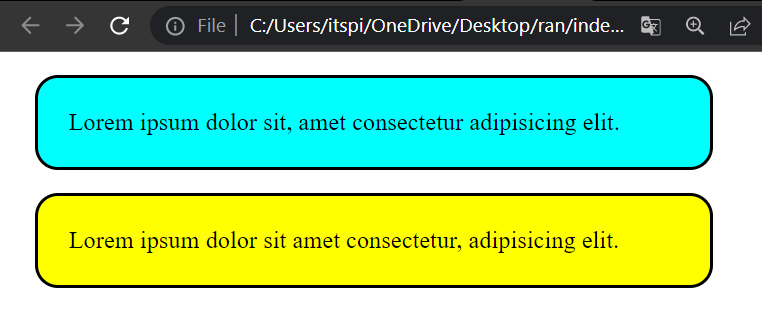 File | C:/Users/itspi/OneDrive/Desktop/ran/inde...
Lorem ipsum dolor sit, amet consectetur adipisicing elit.
Lorem ipsum dolor sit amet consectetur, adipisicing elit.